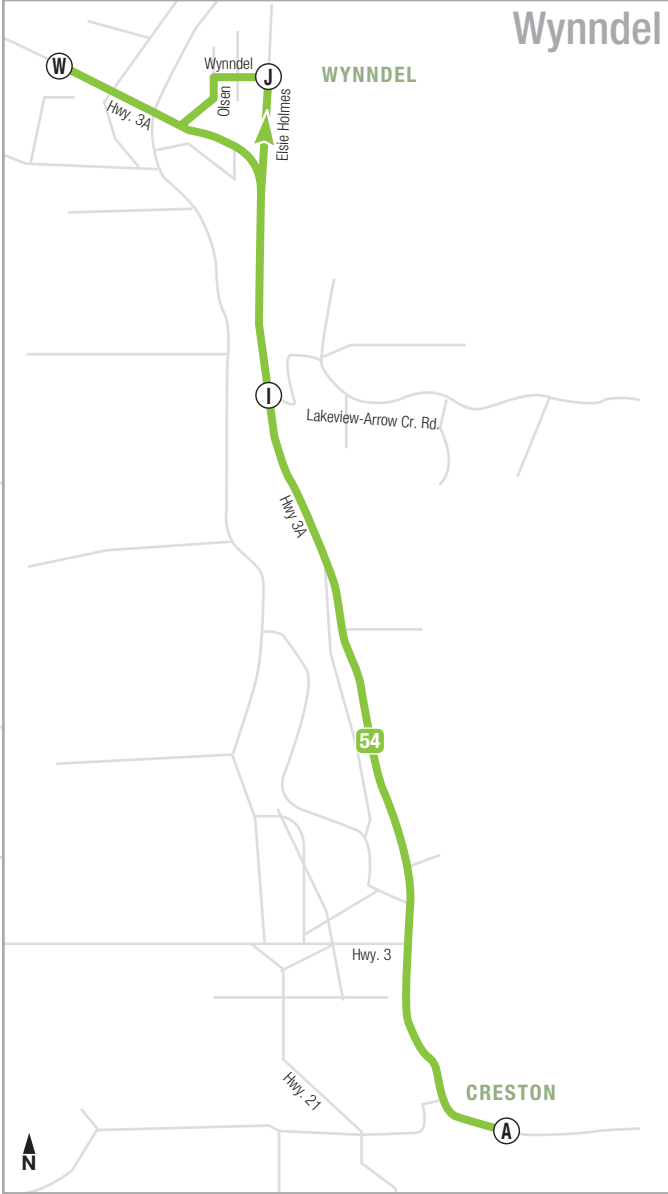 Wynndel
W
Wynndel
J
WYNNDEL
Olsen
Hwy. 3A
Elsie Holmes
I
Lakeview-Arrow Cr. Rd.
Hwy 3A
54
Hwy. 3
Hwy. 21
CRESTON
A
N